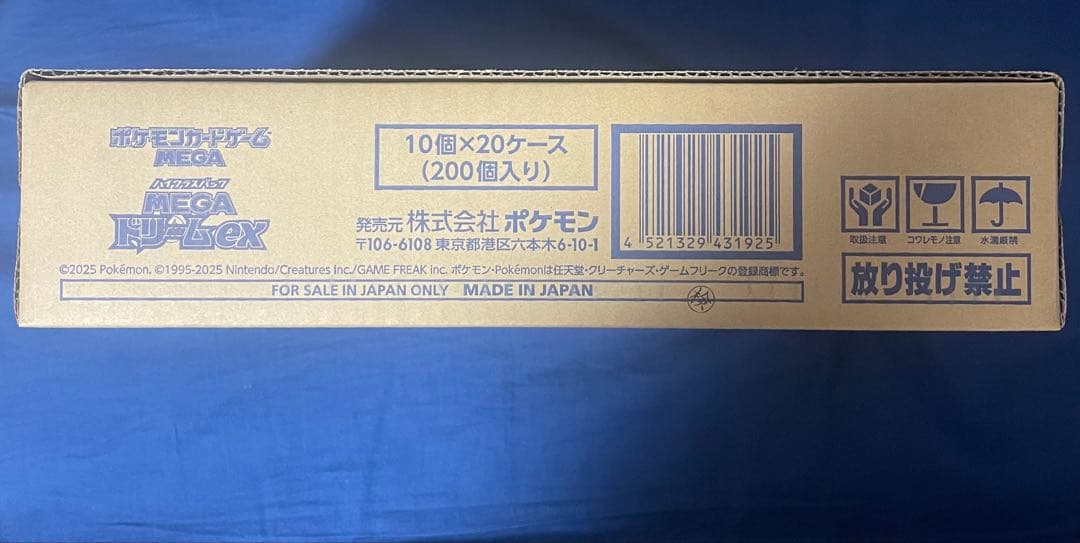 ポケモンカードゲーム
MEGA
ハイクラスパック
MEGA
ドリームex
10個×20ケース
(200個入り)
発売元 株式会社 ポケモン
〒106-6108 東京都港区六本木6-10-1
4 521329 431925
©2025 Pokémon. ©1995-2025 Nintendo/Creatures Inc./GAME FREAK inc. ポケモン・Pokémonは任天堂・クリーチャーズ・ゲームフリークの登録商標です。
FOR SALE IN JAPAN ONLY MADE IN JAPAN
取扱注意
コワレモノ注意
水濡厳禁
放り投げ禁止